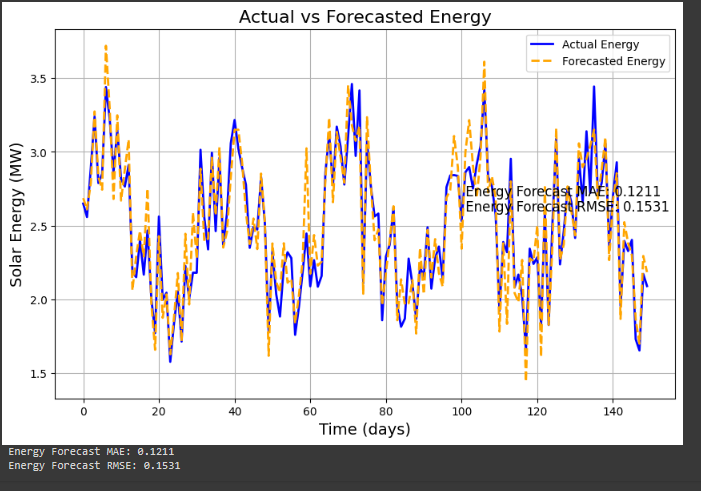 Actual vs Forecasted Energy
Actual Energy
Forecasted Energy
Solar Energy (MW)
3.5
3.0
2.5
2.0
1.5
Energy Forecast MAE: 0.1211
Energy Forecast RMSE: 0.1531
0 20 40 60 80 100 120 140
Time (days)
Energy Forecast MAE: 0.1211
Energy Forecast RMSE: 0.1531